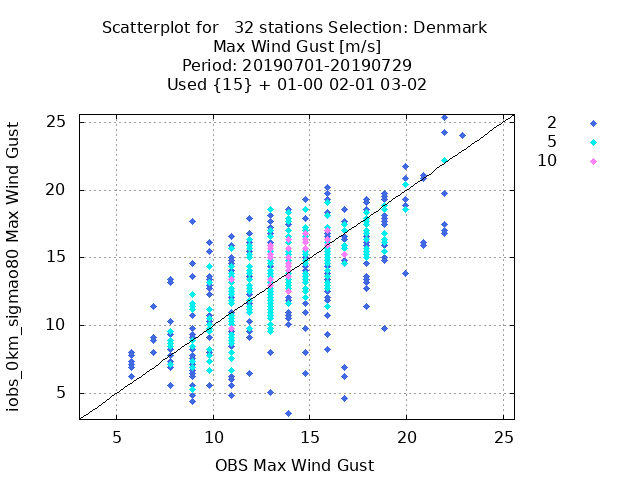 Scatterplot for   32 stations Selection: Denmark
Max Wind Gust [m/s]
Period: 20190701-20190729
Used {15} + 01-00 02-01 03-02
2
5
10
25
20
15
10
5
iobs_0km_sigmao80 Max Wind Gust
5 10 15 20 25
OBS Max Wind Gust